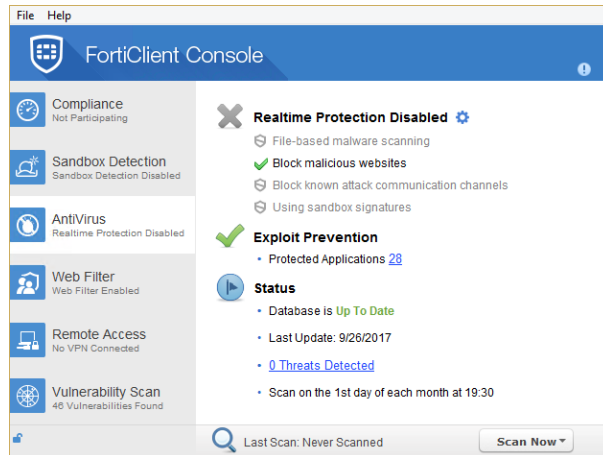 File Help
FortiClient Console
Compliance
Not Participating
Sandbox Detection
Sandbox Detection Disabled
AntiVirus
Realtime Protection Disabled
Web Filter
Web Filter Enabled
Remote Access
No VPN Connected
Vulnerability Scan
46 Vulnerabilities Found
Realtime Protection Disabled
File-based malware scanning
Block malicious websites
Block known attack communication channels
Using sandbox signatures
Exploit Prevention
• Protected Applications 28
Status
• Database is Up To Date
• Last Update: 9/26/2017
• 0 Threats Detected
• Scan on the 1st day of each month at 19:30
Last Scan: Never Scanned
Scan Now